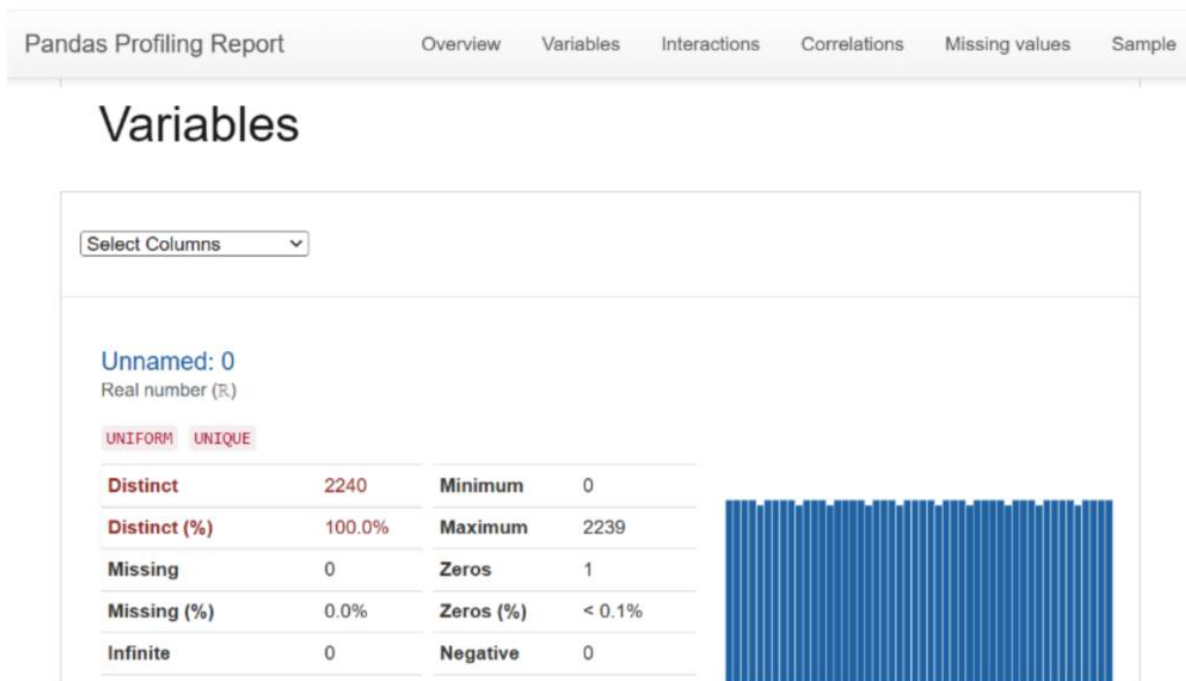 Pandas Profiling Report Overview Variables Interactions Correlations Missing values Sample
Variables
Select Columns
Unnamed: 0
Real number (ℝ)
UNIFORM UNIQUE
Distinct 2240 Minimum 0
Distinct (%) 100.0% Maximum 2239
Missing 0 Zeros 1
Missing (%) 0.0% Zeros (%) < 0.1%
Infinite 0 Negative 0